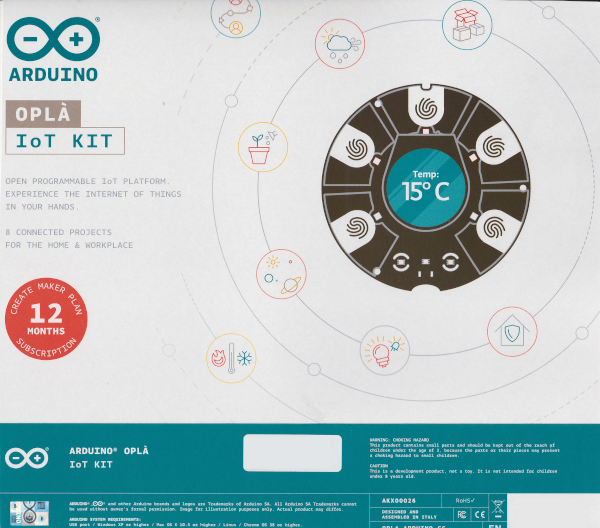 ARDUINO
OPLÀ
IoT KIT
OPEN PROGRAMMABLE IoT PLATFORM.
EXPERIENCE THE INTERNET OF THINGS
IN YOUR HANDS.
8 CONNECTED PROJECTS
FOR THE HOME & WORKPLACE
CREATE MAKER PLAN
12
MONTHS
SUBSCRIPTION
Temp:
15° C
ARDUINO® OPLÀ
IoT KIT
WARNING: CHOKING HAZARD
This product contains small parts and should be kept out of the reach of
children under the age of 3, because the parts or their pieces may present
a choking hazard to small children.
CAUTION
This is a development product, not a toy. It is not intended for children
under 8 years old.
ARDUINO®, and other Arduino brands and logos are Trademarks of Arduino SA. All Arduino SA Trademarks cannot
be used without owner's formal permission. Image for illustration purposes only. Actual product may differ.
ARDUINO SYSTEM REQUIREMENTS:
USB port / Windows XP or higher / Mac OS X 10.5 or higher / Linux / Chrome OS 38 or higher.
AKX00026
RoHS✓
DESIGNED AND
ASSEMBLED IN ITALY
CE
EN